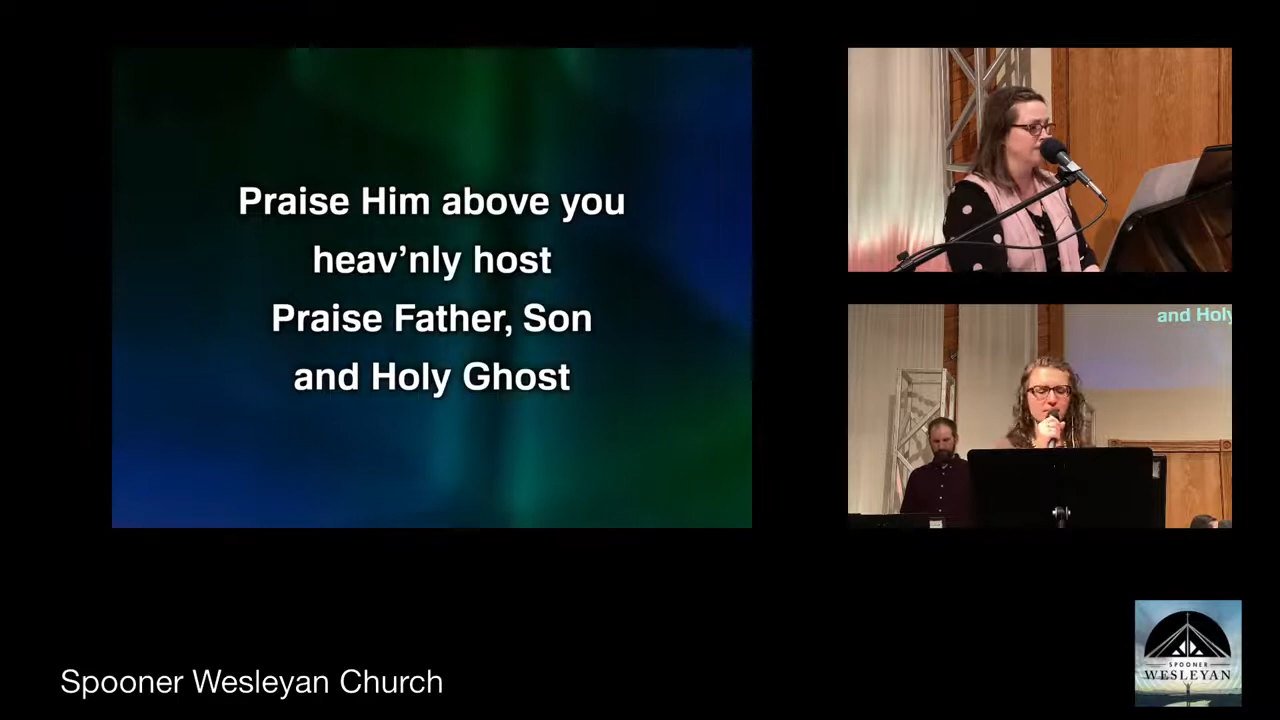 Praise Him above you
heav’nly host
Praise Father, Son
and Holy Ghost
and Holy
Spooner Wesleyan Church
SPOONER
WESLEYAN